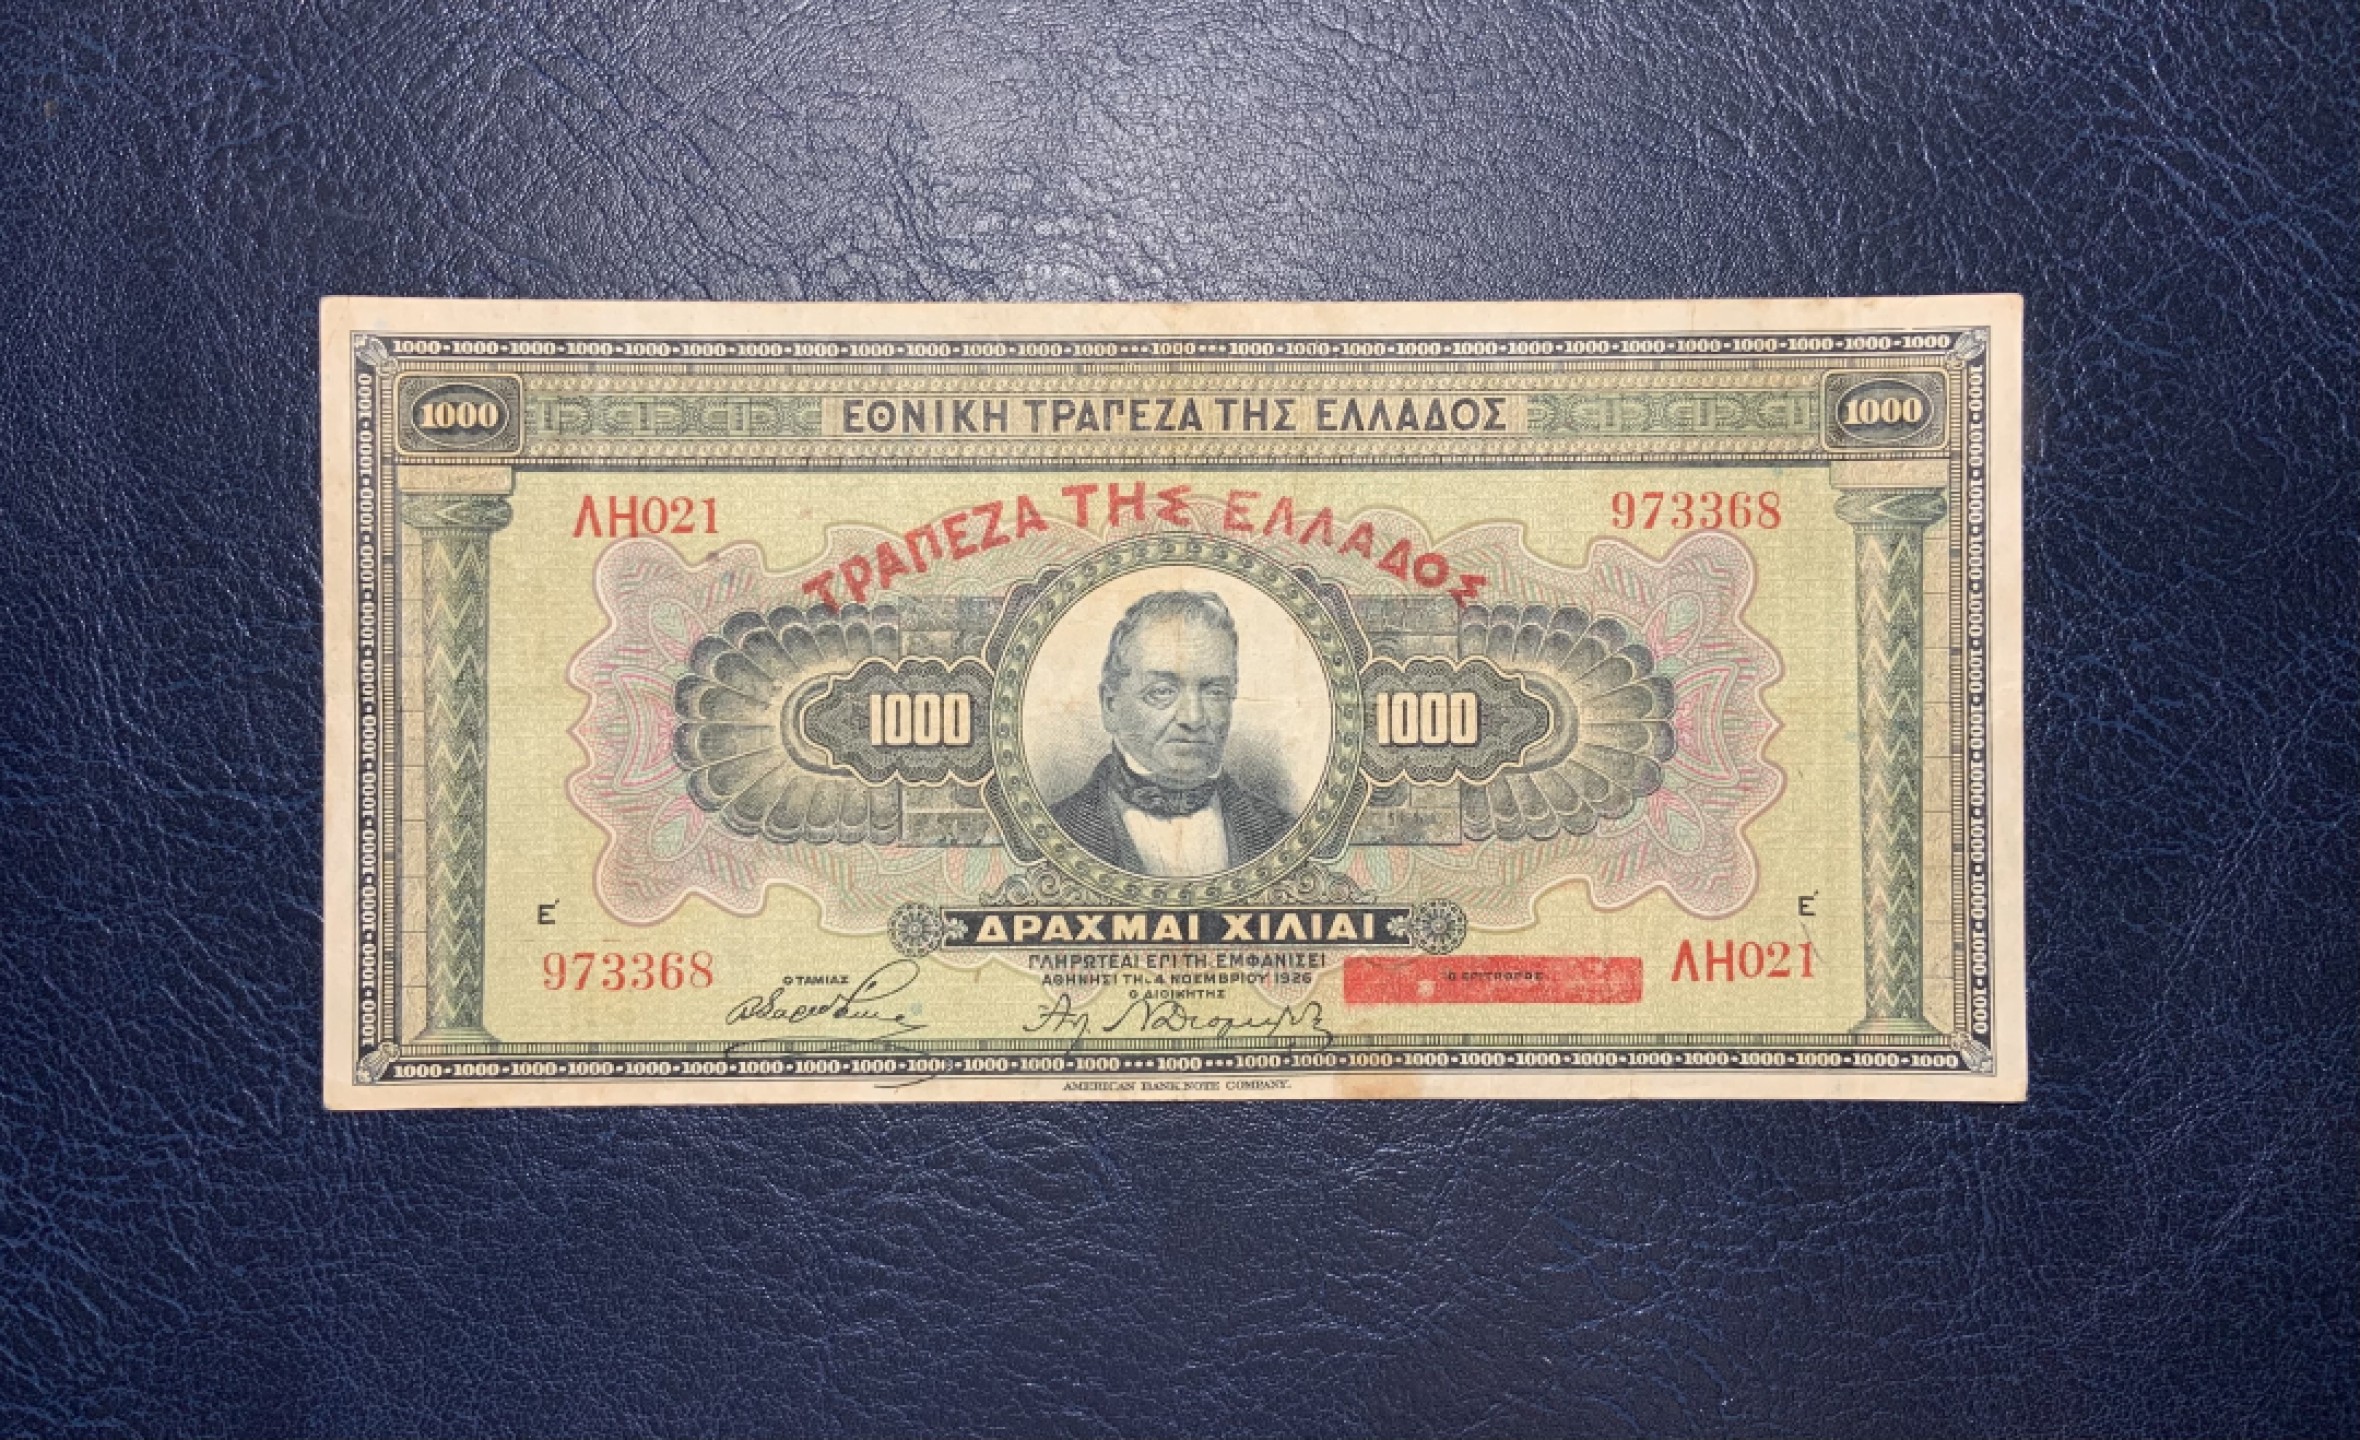 1000·1000·1000·1000·1000·1000·1000·1000·1000·1000·1000·1000·1000···1000···1000·1000·1000·1000·1000·1000·1000·1000·1000·1000·1000·1000·1000
1000 ΕΘΝΙΚΗ ΤΡΑΠΕΖΑ ΤΗΣ ΕΛΛΑΔΟΣ 1000
ΛΗ021 973368
ΤΡΑΠΕΖΑ ΤΗΣ ΕΛΛΑΔΟΣ
1000 1000
Ε΄ Ε΄
ΔΡΑΧΜΑΙ ΧΙΛΙΑΙ
973368 ΛΗ021
ΠΛΗΡΩΤΕΑΙ ΕΠΙ ΤΗ ΕΜΦΑΝΙΣΕΙ
Ο ΤΑΜΙΑΣ
ΑΘΗΝΗΣΙ ΤΗ 4 ΝΟΕΜΒΡΙΟΥ 1926
Ο ΔΙΟΙΚΗΤΗΣ
1000·1000·1000·1000·1000·1000·1000·1000·1000·1000·1000·1000·1000···1000···1000·1000·1000·1000·1000·1000·1000·1000·1000·1000·1000·1000·1000
AMERICAN BANK NOTE COMPANY.